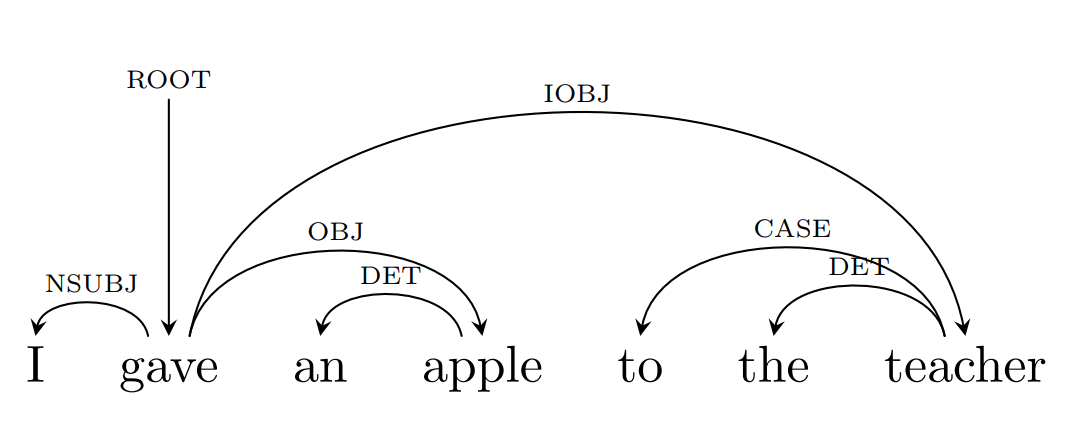 ROOT
IOBJ
OBJ
CASE
DET
DET
NSUBJ
I gave an apple to the teacher